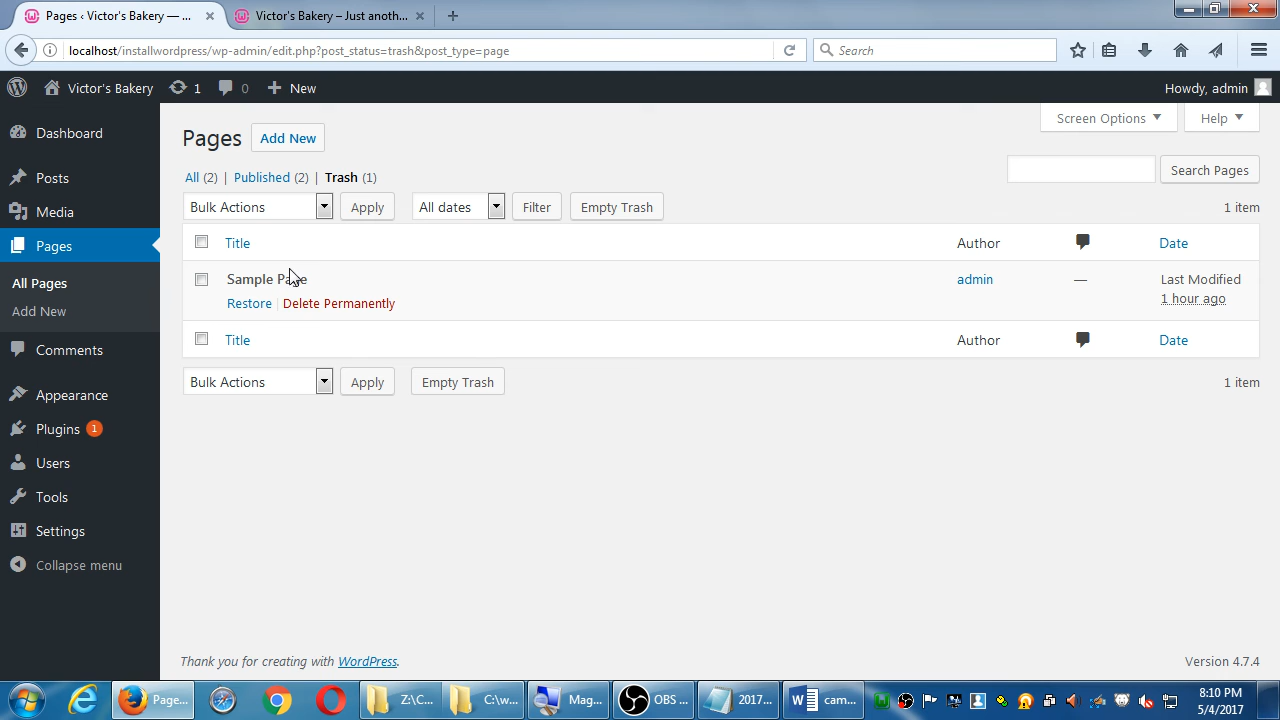 Pages ‹ Victor's Bakery — ...
Victor's Bakery – Just anoth...
localhost/installwordpress/wp-admin/edit.php?post_status=trash&post_type=page
Search
Victor's Bakery
1
0
New
Howdy, admin
Dashboard
Posts
Media
Pages
All Pages
Add New
Comments
Appearance
Plugins 1
Users
Tools
Settings
Collapse menu
Screen Options
Help
Pages
Add New
All (2) | Published (2) | Trash (1)
Search Pages
Bulk Actions
Apply
All dates
Filter
Empty Trash
1 item
Title
Author
Date
Sample Page
Restore | Delete Permanently
admin
—
Last Modified
1 hour ago
Title
Author
Date
Bulk Actions
Apply
Empty Trash
1 item
Thank you for creating with WordPress.
Version 4.7.4
Page...
Z:\C...
C:\w...
Mag...
OBS ...
2017...
cam...
8:10 PM
5/4/2017